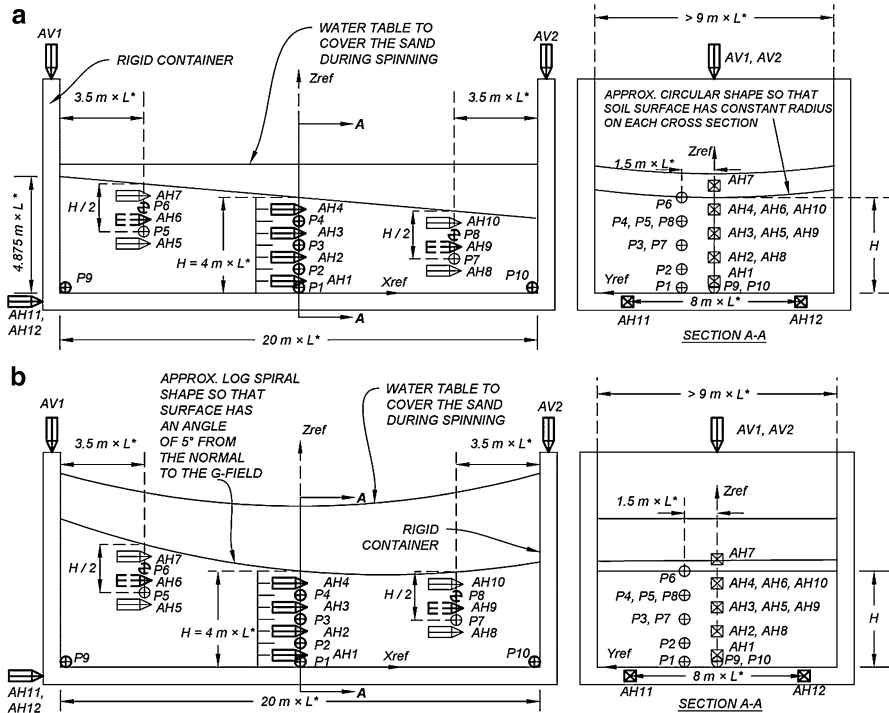 a
AV1
RIGID CONTAINER
WATER TABLE TO
COVER THE SAND
DURING SPINNING
AV2
Zref
3.5 m × L*
3.5 m × L*
A
4.875 m × L*
H / 2
AH7
P6
AH6
P5
AH5
H = 4 m × L*
AH4
P4
AH3
P3
AH2
P2
AH1
P1
H / 2
AH10
P8
AH9
P7
AH8
P9
Xref
P10
AH11,
AH12
A
20 m × L*
> 9 m × L*
AV1, AV2
APPROX. CIRCULAR SHAPE SO THAT
SOIL SURFACE HAS CONSTANT RADIUS
ON EACH CROSS SECTION
Zref
1.5 m × L*
P6
AH7
P4, P5, P8
AH4, AH6, AH10
P3, P7
AH3, AH5, AH9
P2
AH2, AH8
AH1
Yref
P1
P9, P10
H
8 m × L*
AH11
AH12
SECTION A-A
b
AV1
APPROX. LOG SPIRAL
SHAPE SO THAT
SURFACE HAS
AN ANGLE
OF 5° FROM
THE NORMAL
TO THE G-FIELD
WATER TABLE TO
COVER THE SAND
DURING SPINNING
AV2
Zref
3.5 m × L*
3.5 m × L*
A
RIGID
CONTAINER
H / 2
AH7
P6
AH6
P5
AH5
H = 4 m × L*
AH4
P4
AH3
P3
AH2
P2
AH1
P1
H / 2
AH10
P8
AH9
P7
AH8
P9
Xref
P10
AH11,
AH12
A
20 m × L*
> 9 m × L*
AV1, AV2
1.5 m × L*
Zref
P6
AH7
P4, P5, P8
AH4, AH6, AH10
P3, P7
AH3, AH5, AH9
P2
AH2, AH8
AH1
Yref
P1
P9, P10
H
8 m × L*
AH11
AH12
SECTION A-A